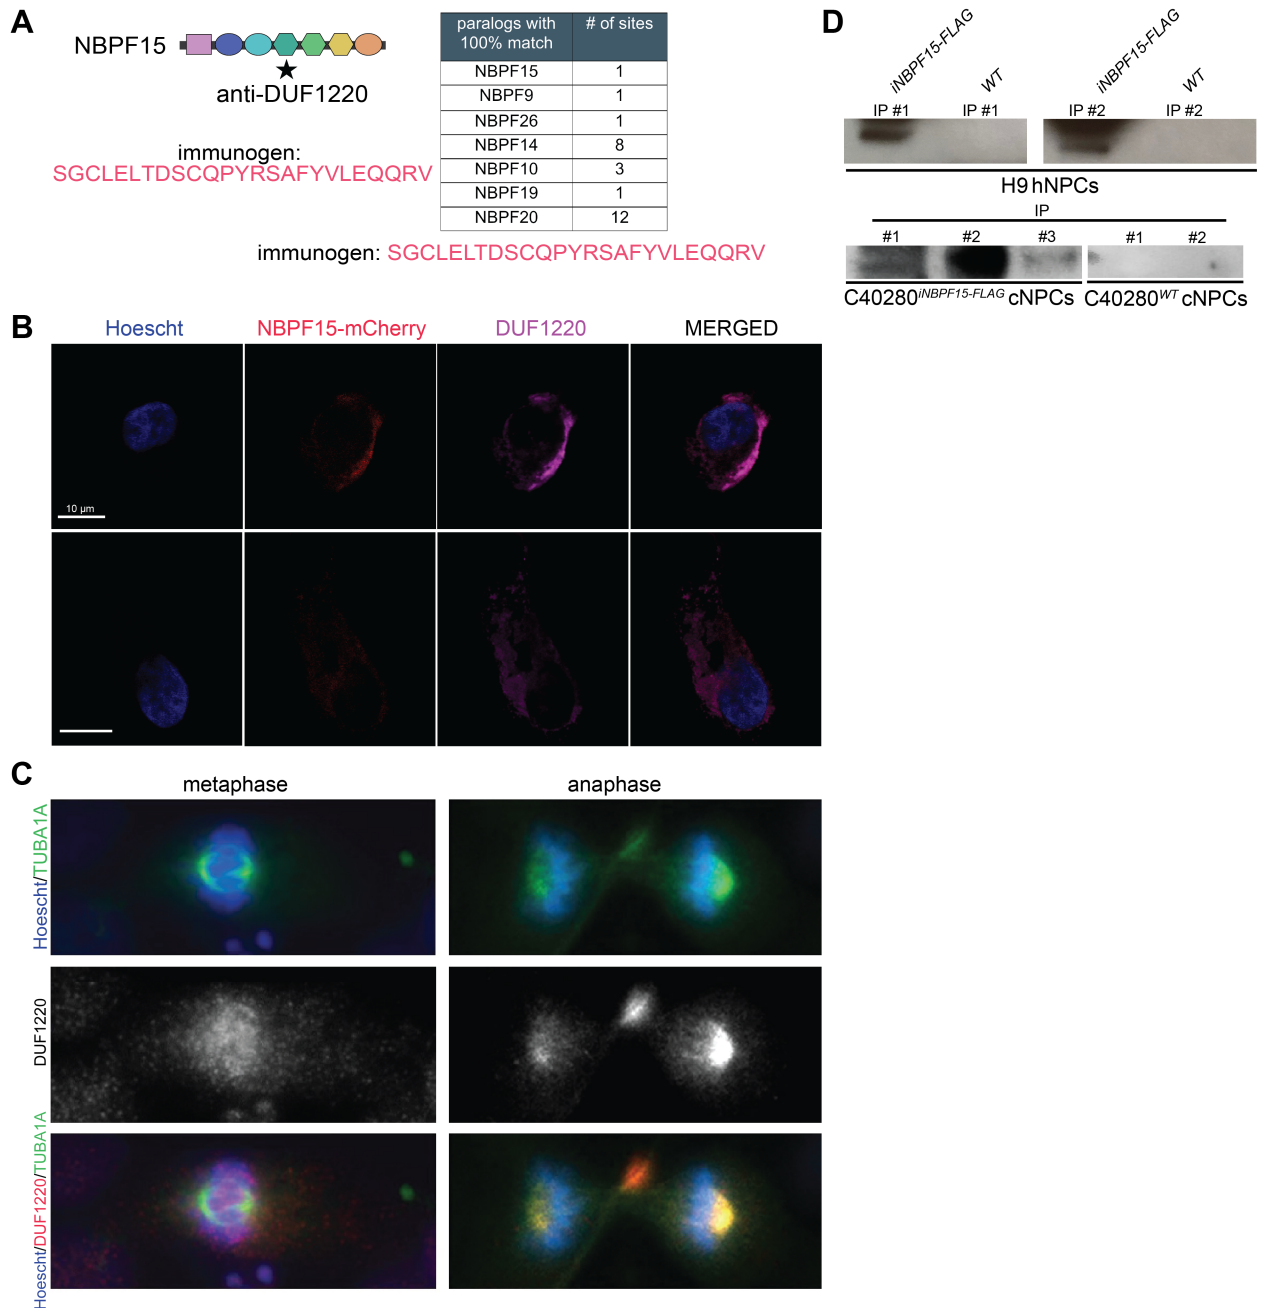 A
NBPF15
anti-DUF1220
immunogen:
SGCLELTDSCQPYRSAFYVLEQQRV
paralogs with 100% match # of sites
NBPF15 1
NBPF9 1
NBPF26 1
NBPF14 8
NBPF10 3
NBPF19 1
NBPF20 12
immunogen: SGCLELTDSCQPYRSAFYVLEQQRV
B
Hoescht NBPF15-mCherry DUF1220 MERGED
10 µm
C
metaphase anaphase
Hoescht/TUBA1A
DUF1220
Hoescht/DUF1220/TUBA1A
D
iNBPF15-FLAG WT iNBPF15-FLAG WT
IP #1 IP #1 IP #2 IP #2
H9 hNPCs
IP
#1 #2 #3 #1 #2
C40280iNBPF15-FLAG cNPCs C40280WT cNPCs